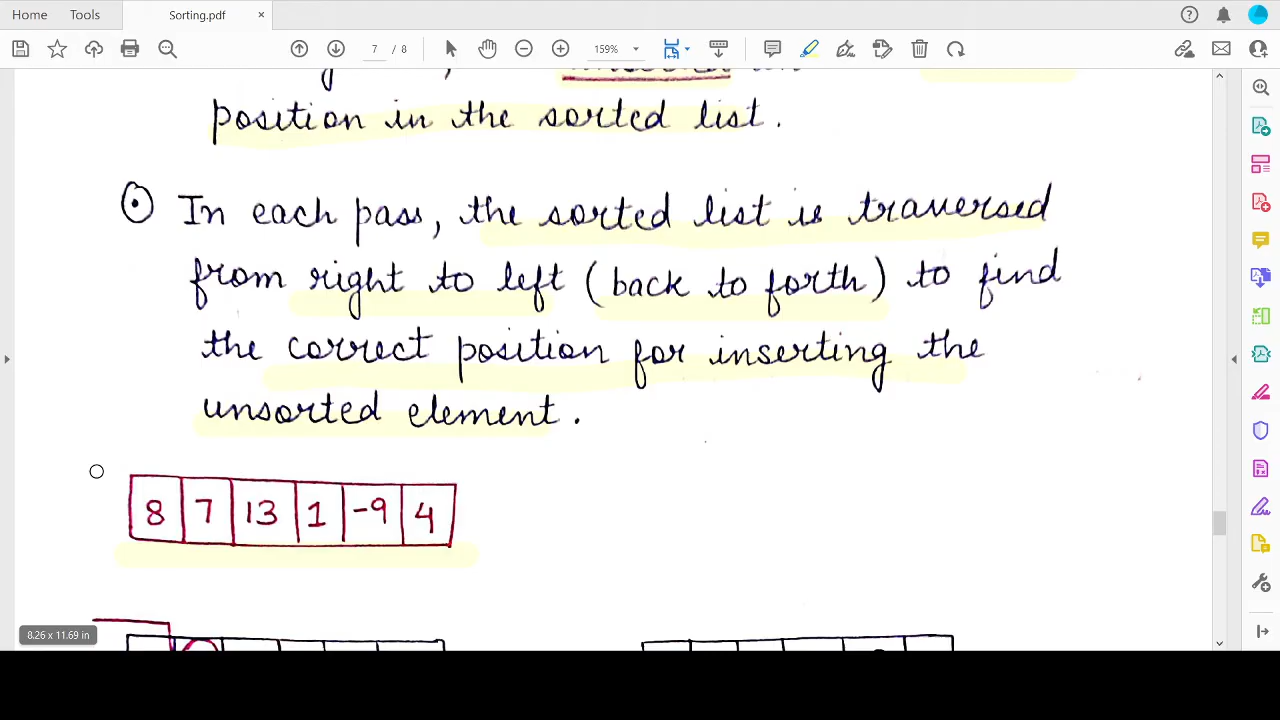 Home Tools Sorting.pdf ×
7 / 8 159%
position in the sorted list.
In each pass, the sorted list is traversed
from right to left (back to forth) to find
the correct position for inserting the
unsorted element.
8 7 13 1 -9 4
8.26 x 11.69 in